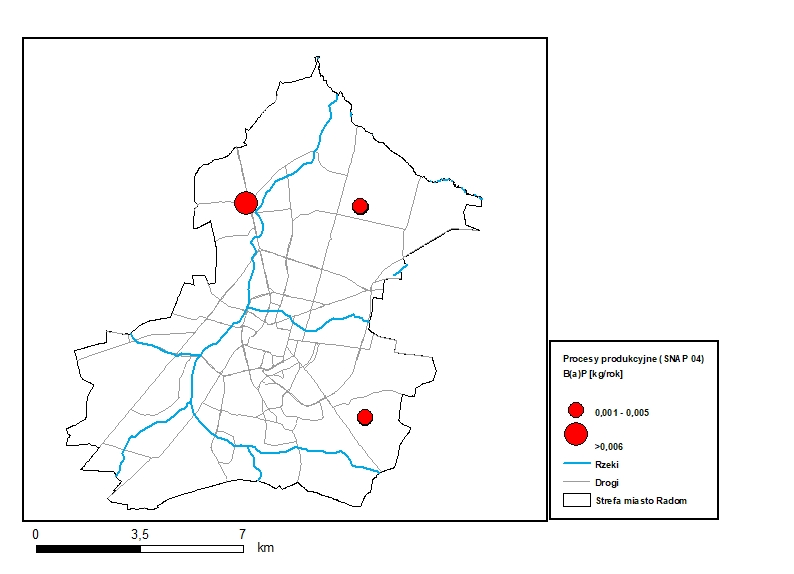 Procesy produkcyjne (SNAP 04)
B(a)P [kg/rok]
0,001 - 0,005
>0,006
Rzeki
Drogi
Strefa miasto Radom
0 3,5 7
km